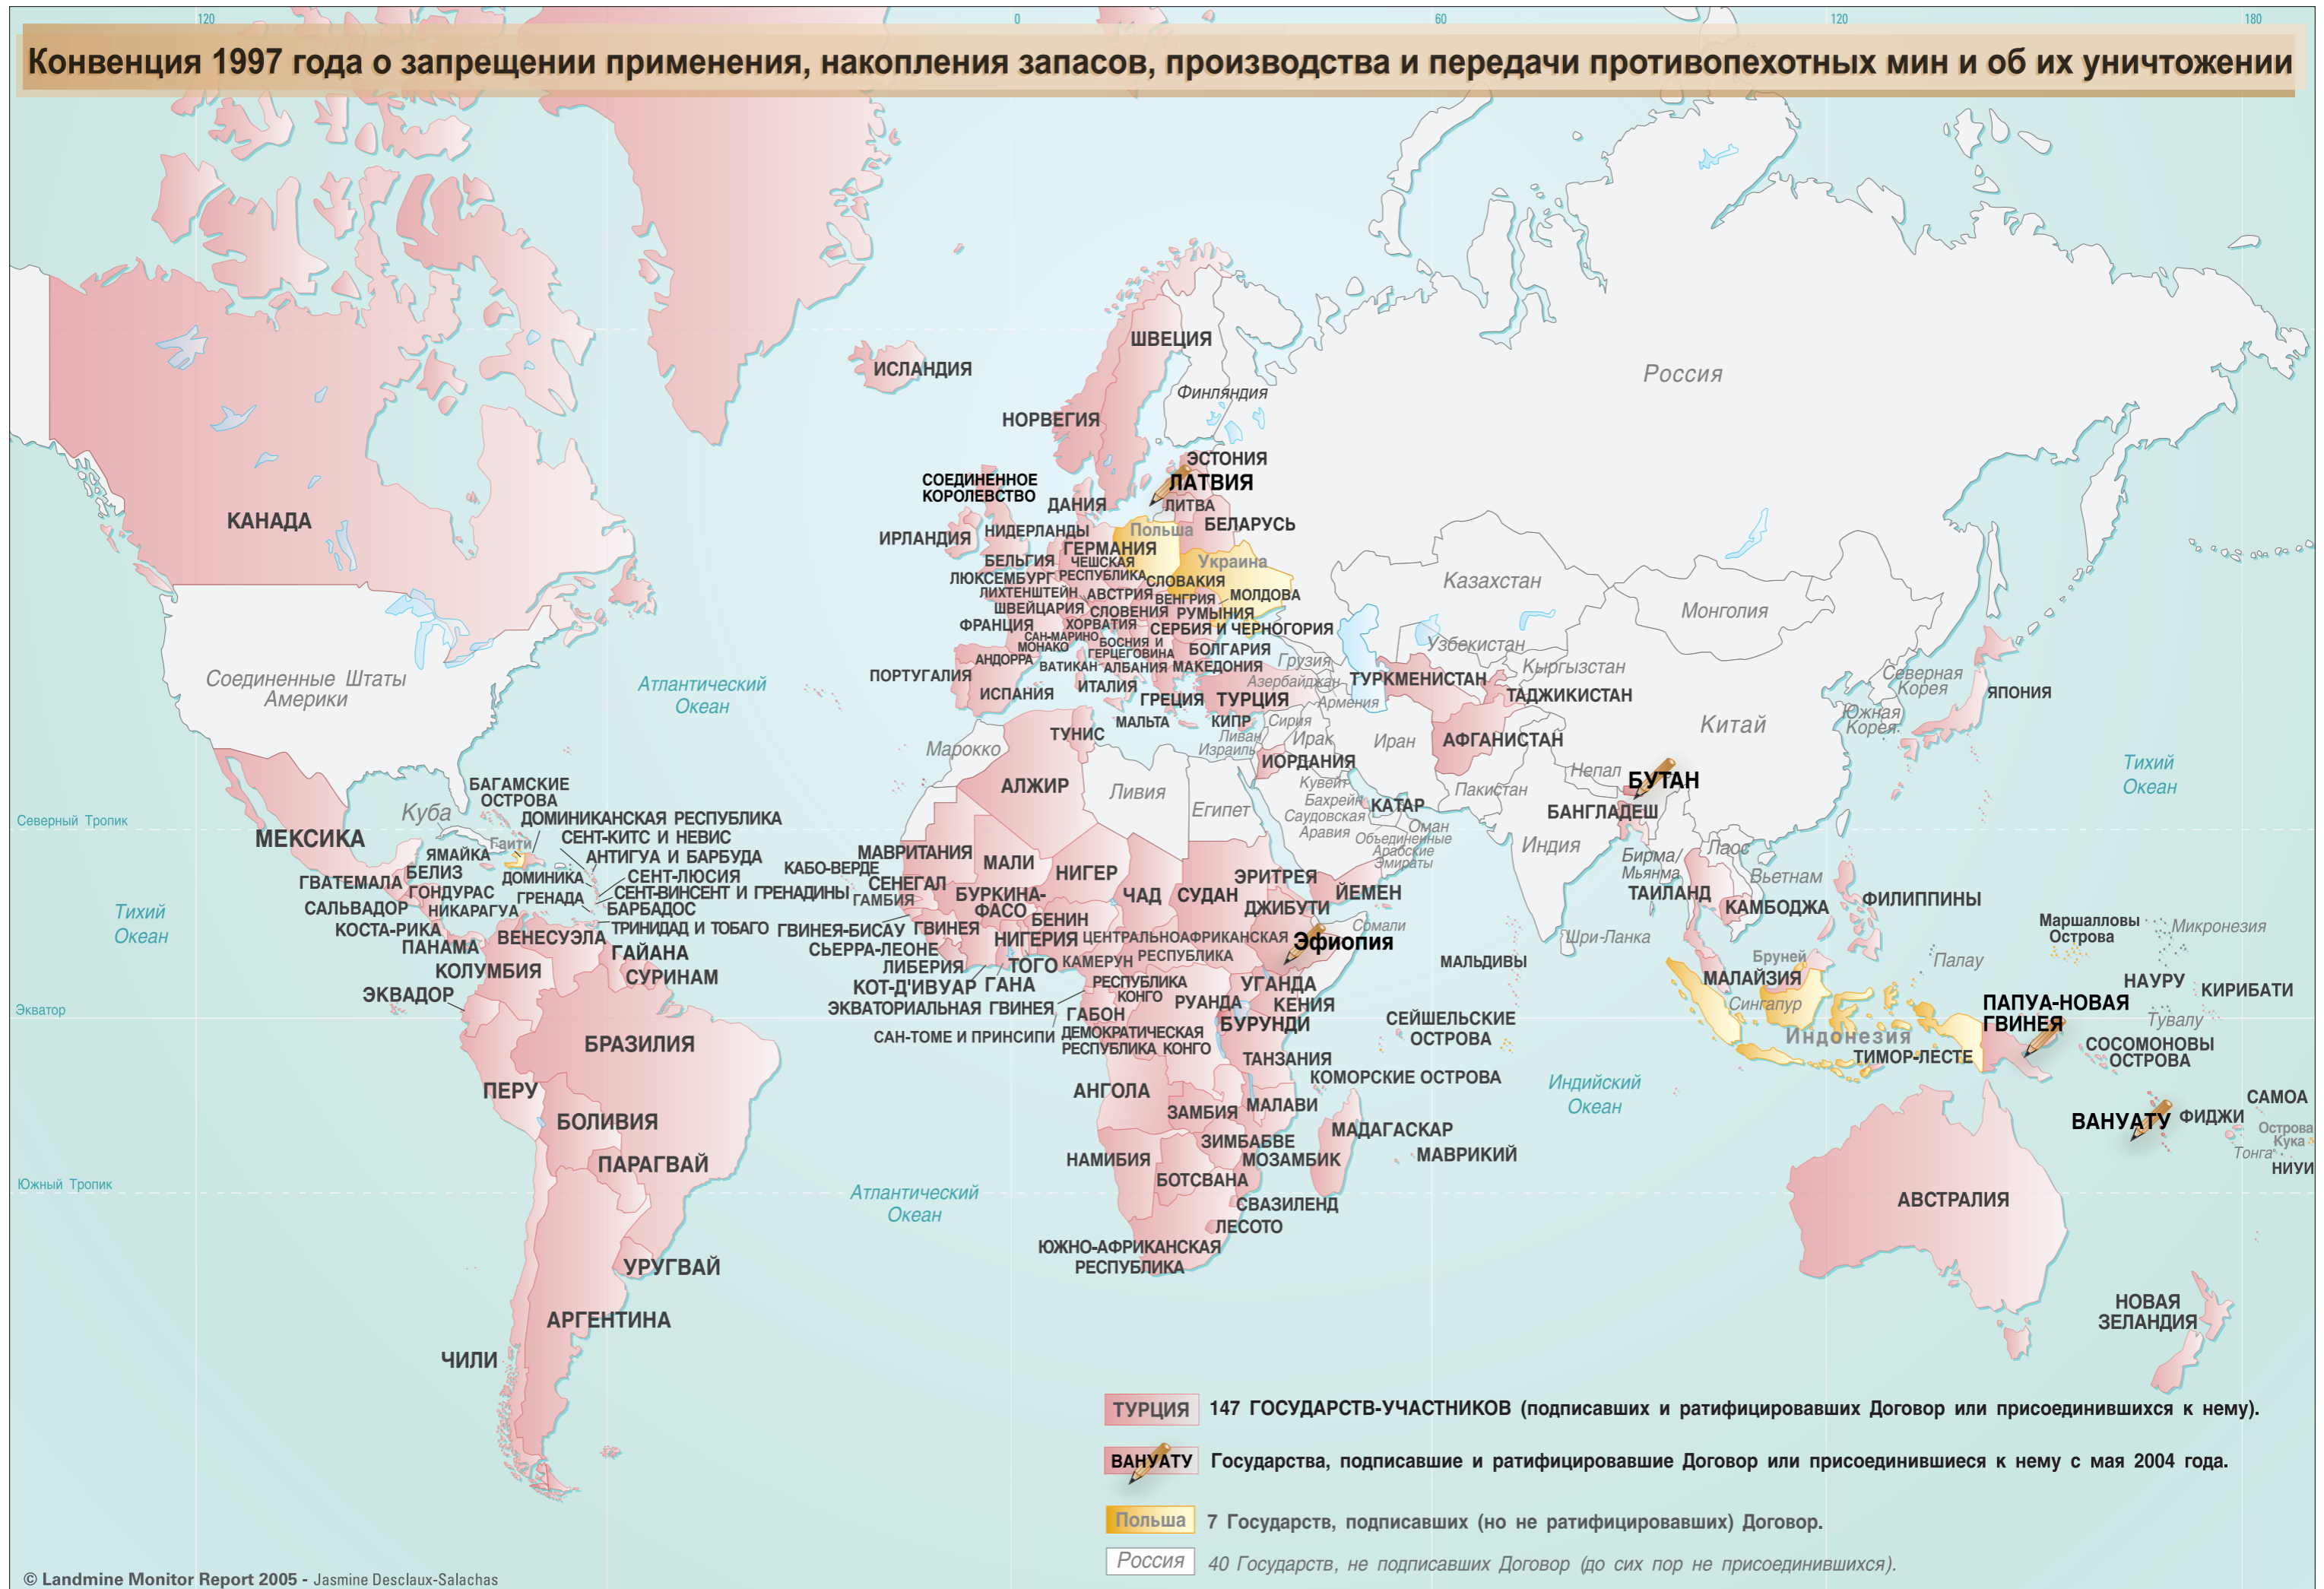 120
0
60
120
180
Конвенция 1997 года о запрещении применения, накопления запасов, производства и передачи противопехотных мин и об их уничтожении
ИСЛАНДИЯ
ШВЕЦИЯ
Финляндия
НОРВЕГИЯ
Россия
ЭСТОНИЯ
ЛАТВИЯ
ЛИТВА
СОЕДИНЕННОЕ
КОРОЛЕВСТВО
ДАНИЯ
КАНАДА
ИРЛАНДИЯ
НИДЕРЛАНДЫ
Польша
БЕЛАРУСЬ
ГЕРМАНИЯ
БЕЛЬГИЯ
ЧЕШСКАЯ
РЕСПУБЛИКА
Украина
ЛЮКСЕМБУРГ
СЛОВАКИЯ
ЛИХТЕНШТЕЙН
АВСТРИЯ
ВЕНГРИЯ
МОЛДОВА
ШВЕЙЦАРИЯ
СЛОВЕНИЯ
РУМЫНИЯ
ФРАНЦИЯ
ХОРВАТИЯ
СЕРБИЯ И ЧЕРНОГОРИЯ
САН-МАРИНО
МОНАКО
БОСНИЯ И
ГЕРЦЕГОВИНА
БОЛГАРИЯ
АНДОРРА
ВАТИКАН
АЛБАНИЯ
МАКЕДОНИЯ
ПОРТУГАЛИЯ
ИСПАНИЯ
ИТАЛИЯ
ГРЕЦИЯ
ТУРЦИЯ
МАЛЬТА
КИПР
Грузия
Азербайджан
Армения
Казахстан
Монголия
Узбекистан
Кыргызстан
ТУРКМЕНИСТАН
ТАДЖИКИСТАН
Северная
Корея
Южная
Корея
ЯПОНИЯ
Китай
Соединенные Штаты
Америки
Атлантический
Океан
Марокко
ТУНИС
АЛЖИР
Ливия
Египет
Сирия
Ливан
Израиль
Ирак
ИОРДАНИЯ
Иран
АФГАНИСТАН
Кувейт
Бахрейн
КАТАР
Саудовская
Аравия
Оман
Объединенные
Арабские
Эмираты
Пакистан
Непал
БУТАН
БАНГЛАДЕШ
Индия
Бирма/
Мьянма
Лаос
Вьетнам
ТАИЛАНД
КАМБОДЖА
ФИЛИППИНЫ
Тихий
Океан
Северный Тропик
МЕКСИКА
БАГАМСКИЕ
ОСТРОВА
Куба
ДОМИНИКАНСКАЯ РЕСПУБЛИКА
Гаити
СЕНТ-КИТС И НЕВИС
ЯМАЙКА
АНТИГУА И БАРБУДА
БЕЛИЗ
ДОМИНИКА
СЕНТ-ЛЮСИЯ
ГВАТЕМАЛА
ГОНДУРАС
ГРЕНАДА
СЕНТ-ВИНСЕНТ И ГРЕНАДИНЫ
САЛЬВАДОР
НИКАРАГУА
БАРБАДОС
КОСТА-РИКА
ТРИНИДАД И ТОБАГО
ПАНАМА
ВЕНЕСУЭЛА
ГАЙАНА
КОЛУМБИЯ
СУРИНАМ
ЭКВАДОР
Тихий
Океан
Экватор
БРАЗИЛИЯ
ПЕРУ
БОЛИВИЯ
ПАРАГВАЙ
Южный Тропик
УРУГВАЙ
АРГЕНТИНА
ЧИЛИ
Атлантический
Океан
МАВРИТАНИЯ
КАБО-ВЕРДЕ
МАЛИ
НИГЕР
ЧАД
СУДАН
ЭРИТРЕЯ
ЙЕМЕН
СЕНЕГАЛ
ГАМБИЯ
БУРКИНА-
ФАСО
БЕНИН
ДЖИБУТИ
Сомали
ГВИНЕЯ-БИСАУ
ГВИНЕЯ
НИГЕРИЯ
ЦЕНТРАЛЬНОАФРИКАНСКАЯ
РЕСПУБЛИКА
Эфиопия
СЬЕРРА-ЛЕОНЕ
ЛИБЕРИЯ
ТОГО
КАМЕРУН
КОТ-Д'ИВУАР
ГАНА
РЕСПУБЛИКА
КОНГО
УГАНДА
РУАНДА
КЕНИЯ
ЭКВАТОРИАЛЬНАЯ ГВИНЕЯ
ГАБОН
БУРУНДИ
САН-ТОМЕ И ПРИНСИПИ
ДЕМОКРАТИЧЕСКАЯ
РЕСПУБЛИКА КОНГО
ТАНЗАНИЯ
СЕЙШЕЛЬСКИЕ
ОСТРОВА
КОМОРСКИЕ ОСТРОВА
АНГОЛА
ЗАМБИЯ
МАЛАВИ
МАДАГАСКАР
ЗИМБАБВЕ
МОЗАМБИК
МАВРИКИЙ
НАМИБИЯ
БОТСВАНА
СВАЗИЛЕНД
ЛЕСОТО
ЮЖНО-АФРИКАНСКАЯ
РЕСПУБЛИКА
Шри-Ланка
МАЛЬДИВЫ
Индийский
Океан
Бруней
МАЛАЙЗИЯ
Сингапур
Индонезия
ТИМОР-ЛЕСТЕ
Палау
Маршалловы
Острова
Микронезия
НАУРУ
КИРИБАТИ
ПАПУА-НОВАЯ
ГВИНЕЯ
Тувалу
СОСОМОНОВЫ
ОСТРОВА
САМОА
ВАНУАТУ
ФИДЖИ
Острова
Кука
Тонга
НИУИ
АВСТРАЛИЯ
НОВАЯ
ЗЕЛАНДИЯ
ТУРЦИЯ 147 ГОСУДАРСТВ-УЧАСТНИКОВ (подписавших и ратифицировавших Договор или присоединившихся к нему).
ВАНУАТУ Государства, подписавшие и ратифицировавшие Договор или присоединившиеся к нему с мая 2004 года.
Польша 7 Государств, подписавших (но не ратифицировавших) Договор.
Россия 40 Государств, не подписавших Договор (до сих пор не присоединившихся).
© Landmine Monitor Report 2005 - Jasmine Desclaux-Salachas